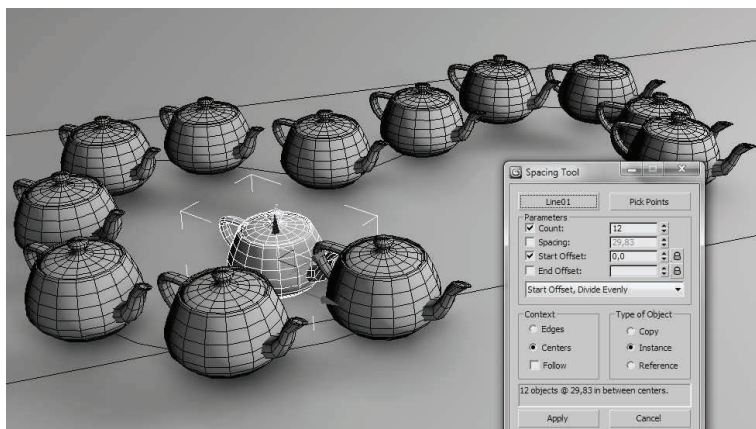 Spacing Tool
Line01
Pick Points
Parameters
Count: 12
Spacing: 29,83
Start Offset: 0,0
End Offset:
Start Offset, Divide Evenly
Context
Edges
Centers
Follow
Type of Object
Copy
Instance
Reference
12 objects @ 29,83 in between centers.
Apply
Cancel